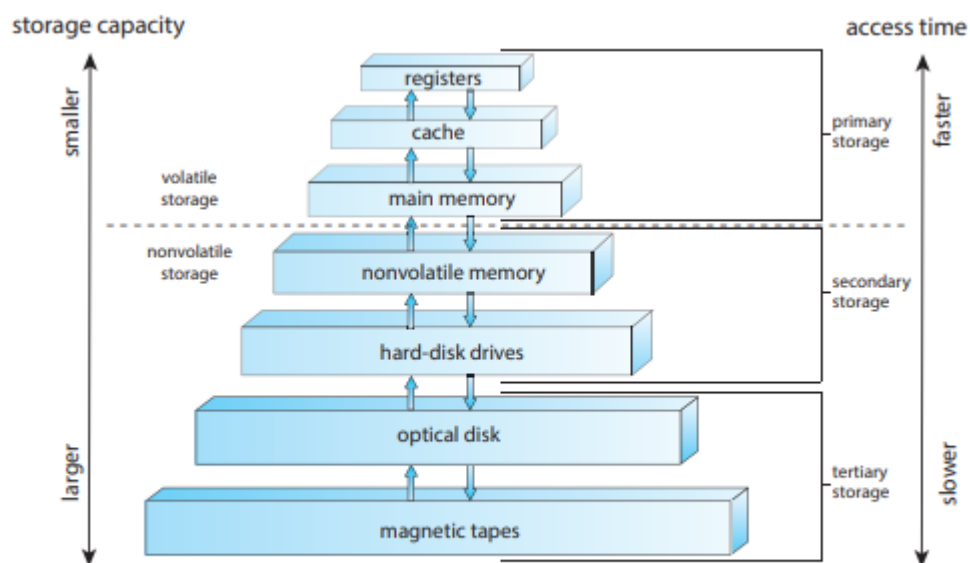 storage capacity
access time
smaller
larger
faster
slower
registers
cache
main memory
nonvolatile memory
hard-disk drives
optical disk
magnetic tapes
volatile
storage
nonvolatile
storage
primary
storage
secondary
storage
tertiary
storage